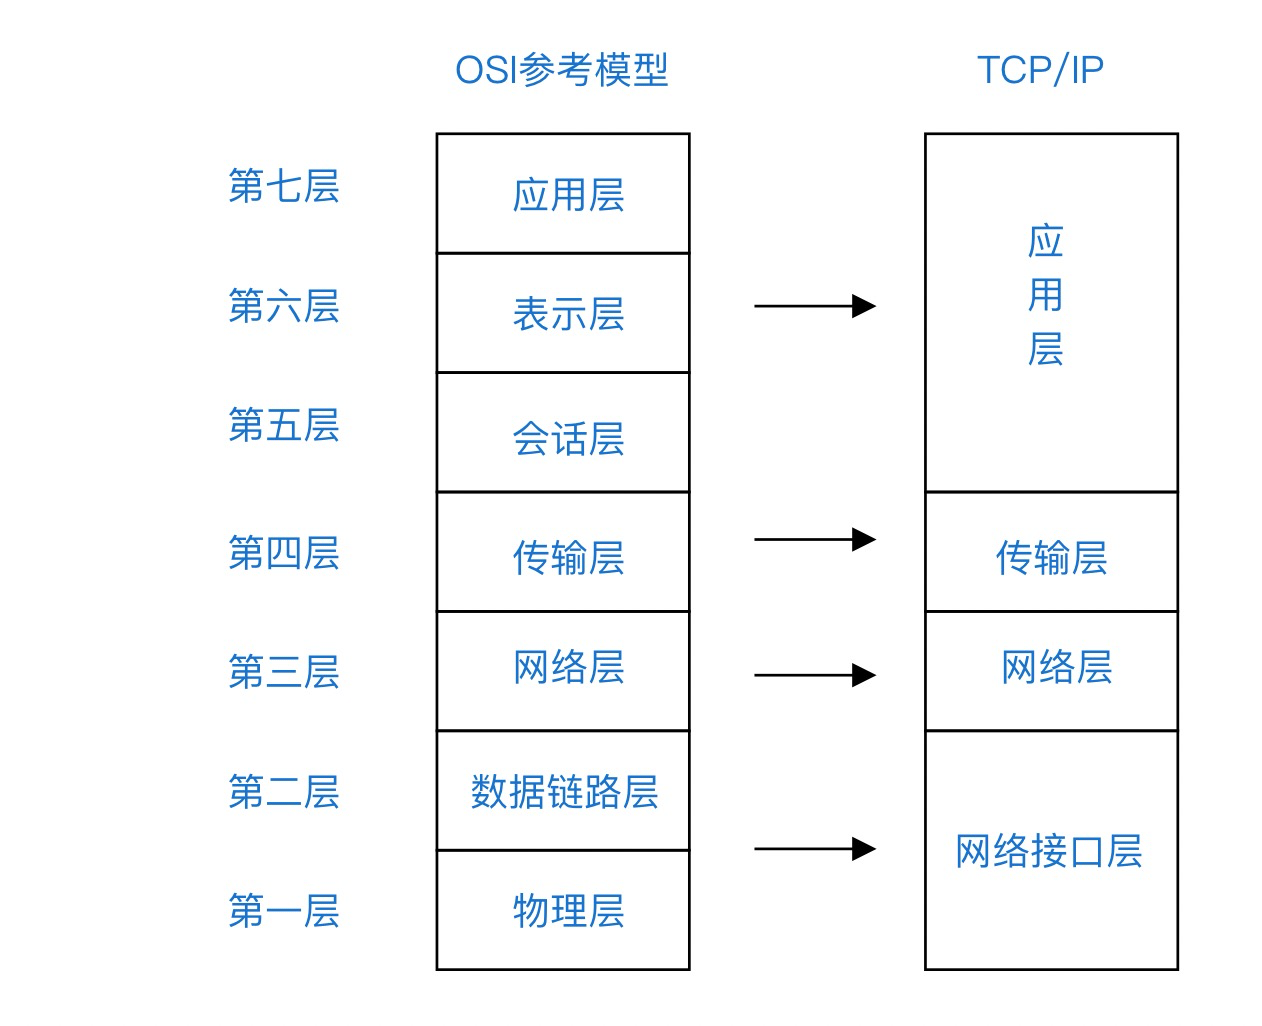 OSI参考模型
TCP/IP
第七层
应用层
第六层
表示层
第五层
会话层
应
用
层
第四层
传输层
传输层
第三层
网络层
网络层
第二层
数据链路层
第一层
物理层
网络接口层